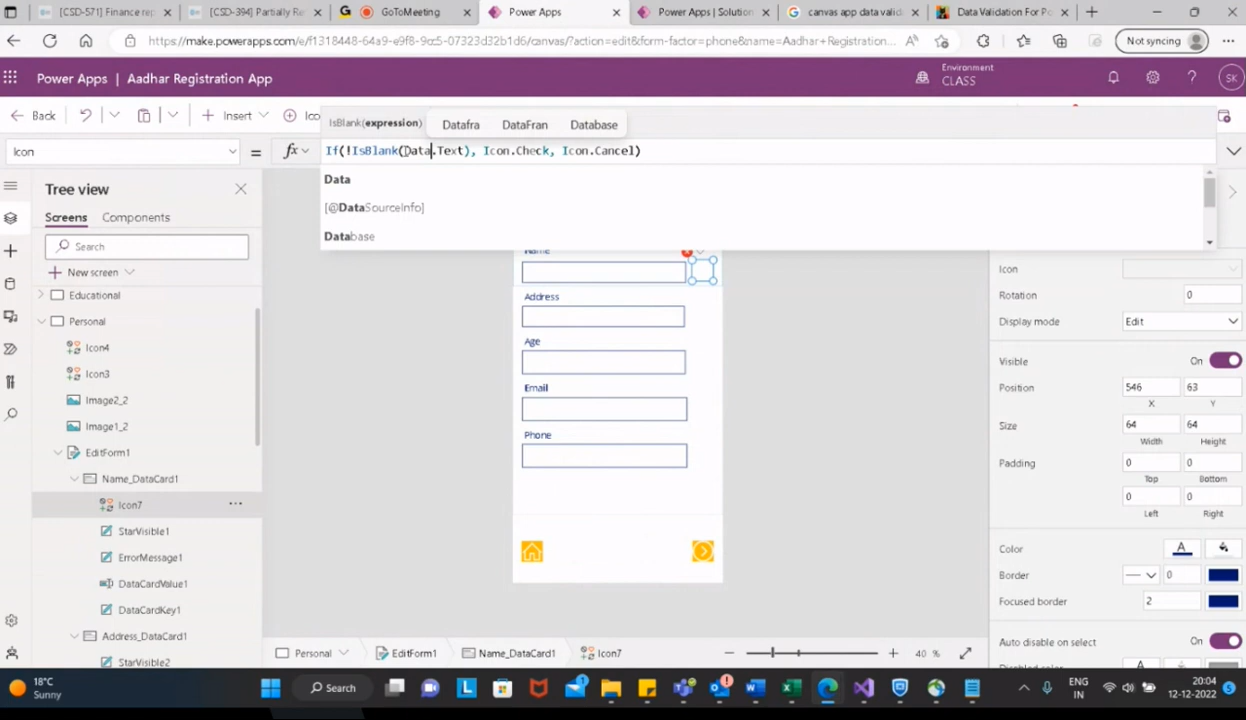 [CSD-571] Finance rep
[CSD-394] Partially Re
GoToMeeting
Power Apps
Power Apps | Solution
canvas app data valida
Data Validation For Po
https://make.powerapps.com/e/f1318448-64a9-e9f8-9cc5-07323d32bf6d/canvas/?action=edit&form-factor=phone&name=Aadhar+Registration...
Not syncing
Power Apps | Aadhar Registration App
Environment
CLASS
SK
Back
Insert
Ico
IsBlank(expression)
Datafra
DataFran
Database
Icon
=
fx
If(!IsBlank(Data.Text), Icon.Check, Icon.Cancel)
Data
[@DataSourceInfo]
Database
Tree view
Screens
Components
Search
New screen
Educational
Personal
Icon4
Icon3
Image2_2
Image1_2
EditForm1
Name_DataCard1
Icon7
StarVisible1
ErrorMessage1
DataCardValue1
DataCardKey1
Address_DataCard1
StarVisible2
Name
Address
Age
Email
Phone
Icon
Rotation
0
Display mode
Edit
Visible
On
Position
546
63
X
Y
Size
64
64
Width
Height
Padding
0
0
Top
Bottom
0
0
Left
Right
Color
A
Border
0
Focused border
2
Auto disable on select
On
Personal
EditForm1
Name_DataCard1
Icon7
40 %
18°C
Sunny
Search
ENG
IN
20:04
12-12-2022
5